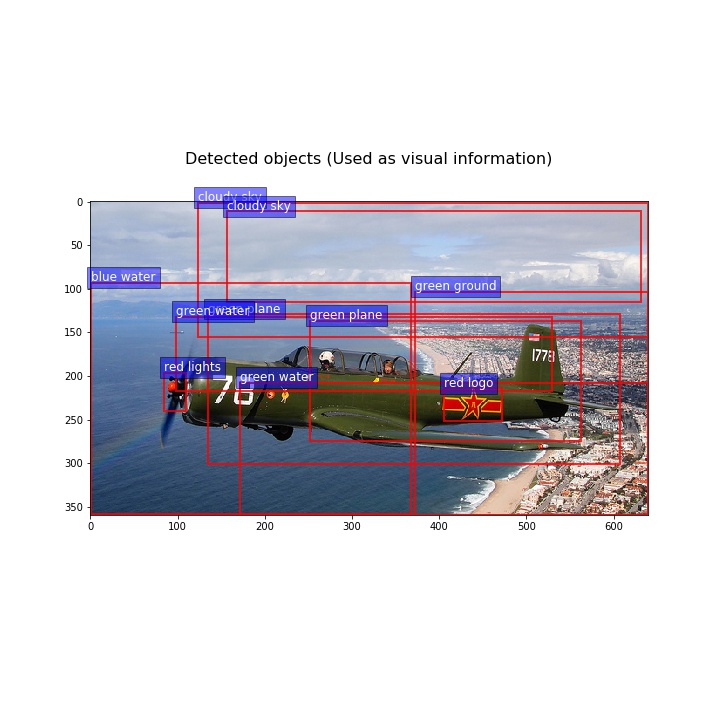 Detected objects (Used as visual information)
cloudy sky
cloudy sky
0
50
blue water
green ground
100
green water
green plane
green plane
150
1778
red lights
green water
red logo
200
76
250
300
350
0
100
200
300
400
500
600